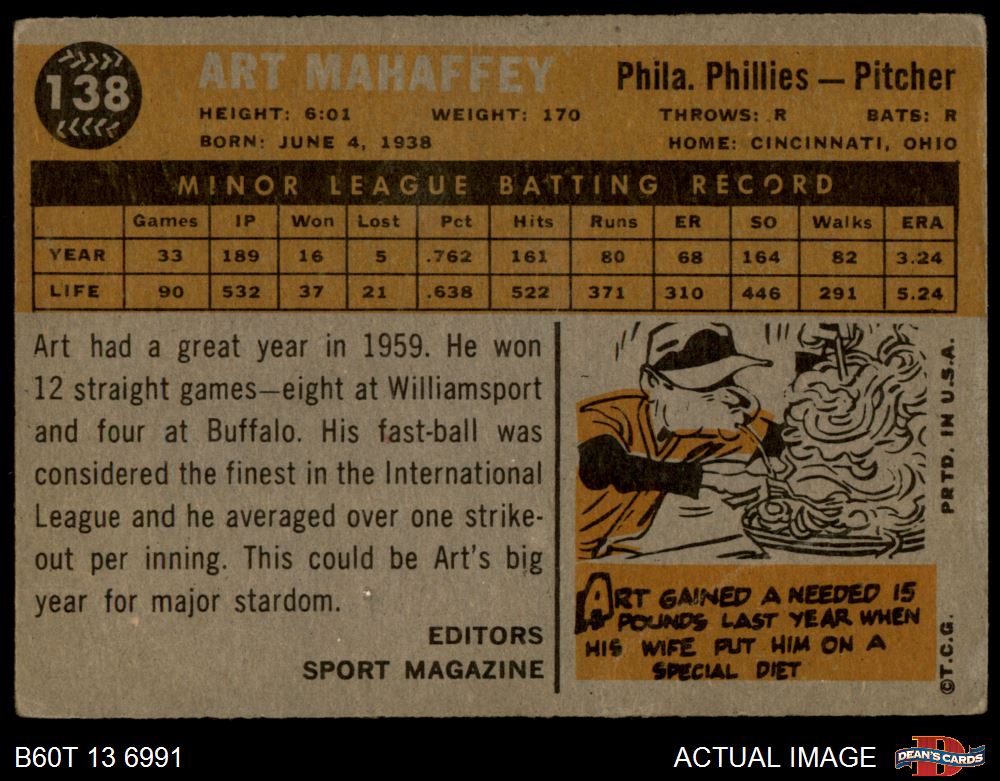 138
ART MAHAFFEY
Phila. Phillies — Pitcher
HEIGHT: 6:01 WEIGHT: 170 THROWS: R BATS: R
BORN: JUNE 4, 1938 HOME: CINCINNATI, OHIO
MINOR LEAGUE BATTING RECORD
Games IP Won Lost Pct Hits Runs ER SO Walks ERA
YEAR 33 189 16 5 .762 161 80 68 164 82 3.24
LIFE 90 532 37 21 .638 522 371 310 446 291 5.24
Art had a great year in 1959. He won
12 straight games—eight at Williamsport
and four at Buffalo. His fast-ball was
considered the finest in the International
League and he averaged over one strike-
out per inning. This could be Art's big
year for major stardom.
EDITORS
SPORT MAGAZINE
ART GAINED A NEEDED 15
POUNDS LAST YEAR WHEN
HIS WIFE PUT HIM ON A
SPECIAL DIET
©T.C.G. PRTD. IN U.S.A.
B60T 13 6991
ACTUAL IMAGE
D
DEAN'S CARDS